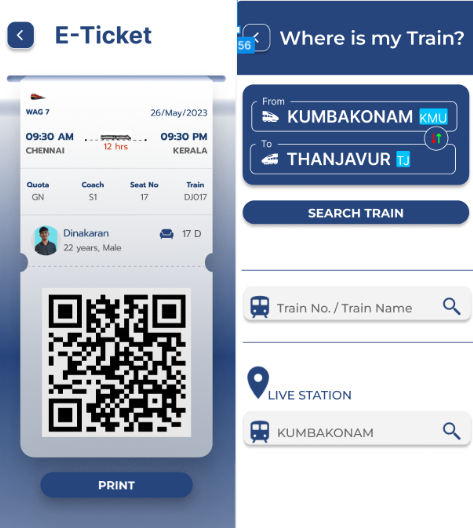 E-Ticket
WAG 7
26/May/2023
09:30 AM
09:30 PM
CHENNAI
12 hrs
KERALA
Quota Coach Seat No Train
GN S1 17 DJ017
Dinakaran
17 D
22 years, Male
PRINT
56
Where is my Train?
From
KUMBAKONAM KMU
To
THANJAVUR TJ
SEARCH TRAIN
Train No. / Train Name
LIVE STATION
KUMBAKONAM